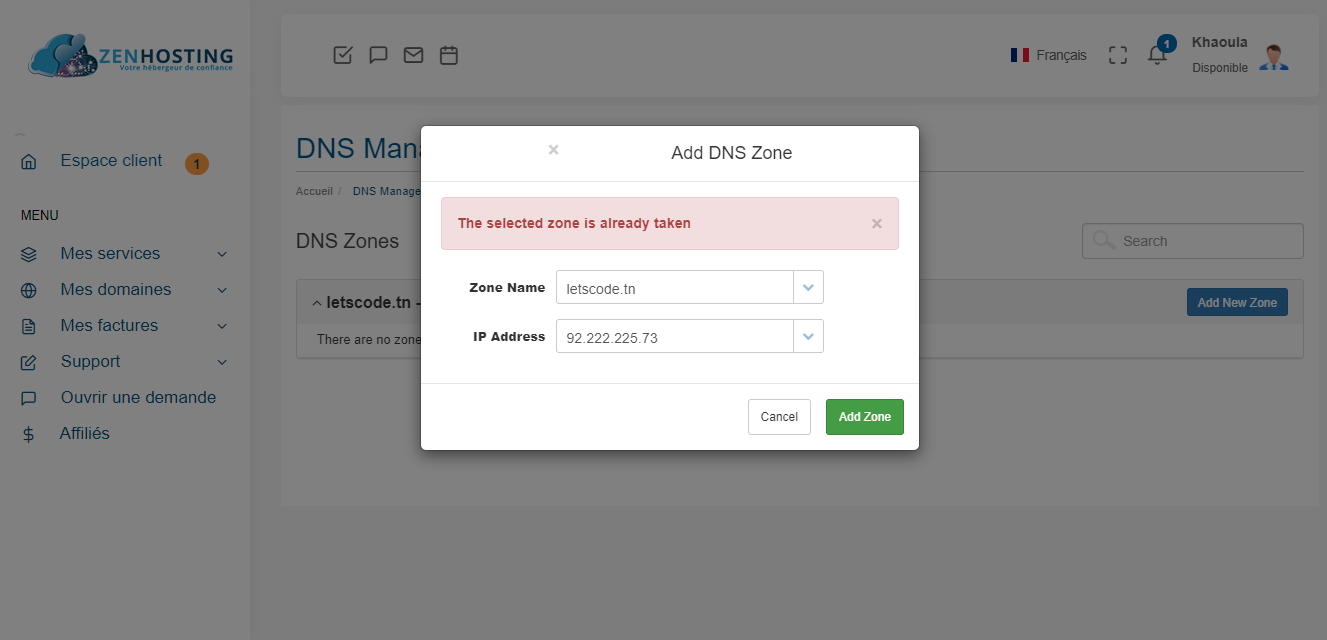 ZENHOSTING
Votre hébergeur de confiance
Français
1
Khaoula
Disponible
Espace client
1
MENU
Mes services
Mes domaines
Mes factures
Support
Ouvrir une demande
Affiliés
DNS Man
Accueil / DNS Manage
DNS Zones
Search
letscode.tn -
Add New Zone
There are no zone
× Add DNS Zone
The selected zone is already taken ×
Zone Name letscode.tn
IP Address 92.222.225.73
Cancel Add Zone